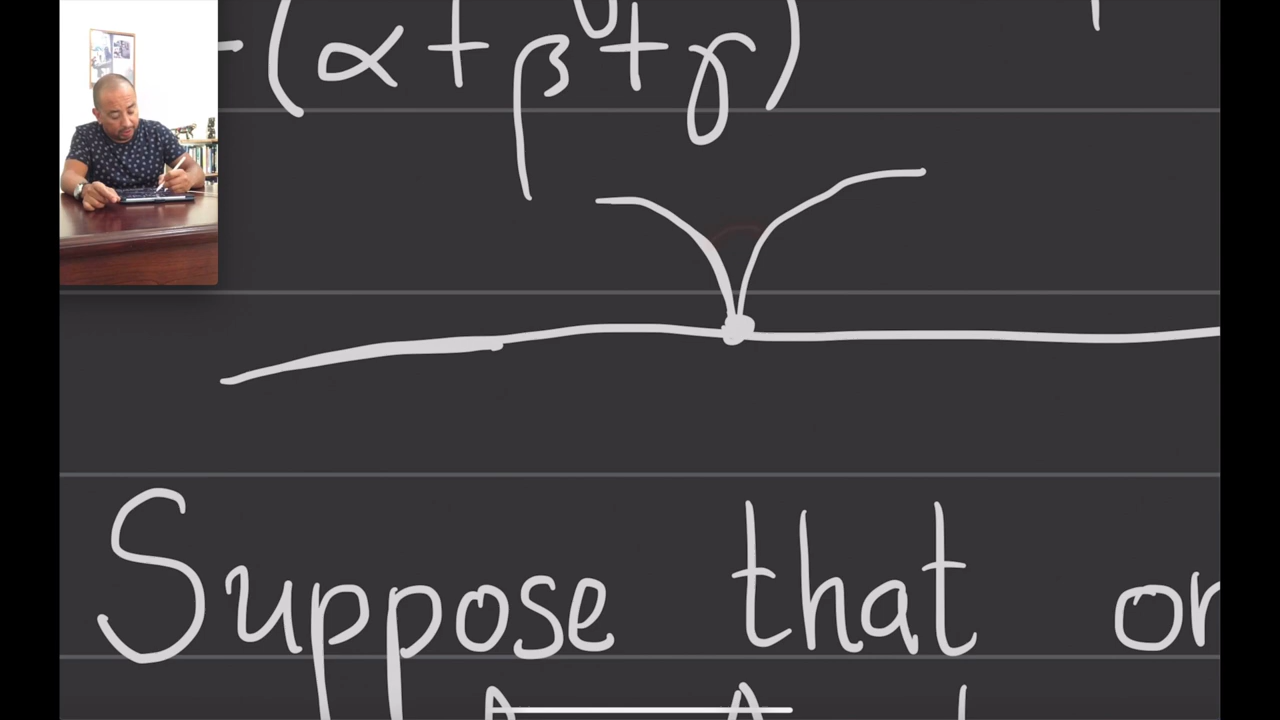 -(α+β+γ)
Suppose that or